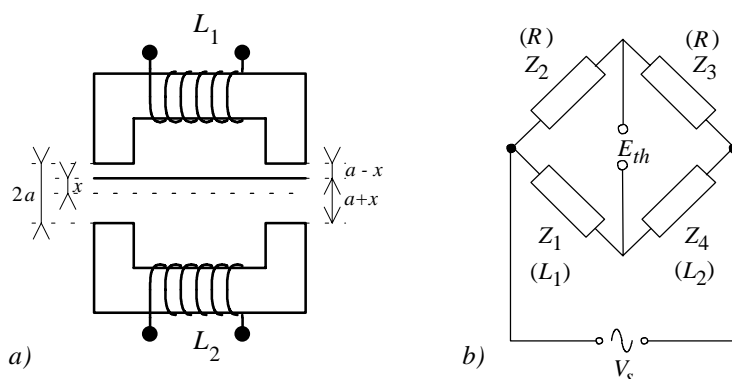 L1
2a
x
a - x
a+x
L2
a)
(R)
Z2
(R)
Z3
Eth
Z1
(L1)
Z4
(L2)
Vs
b)